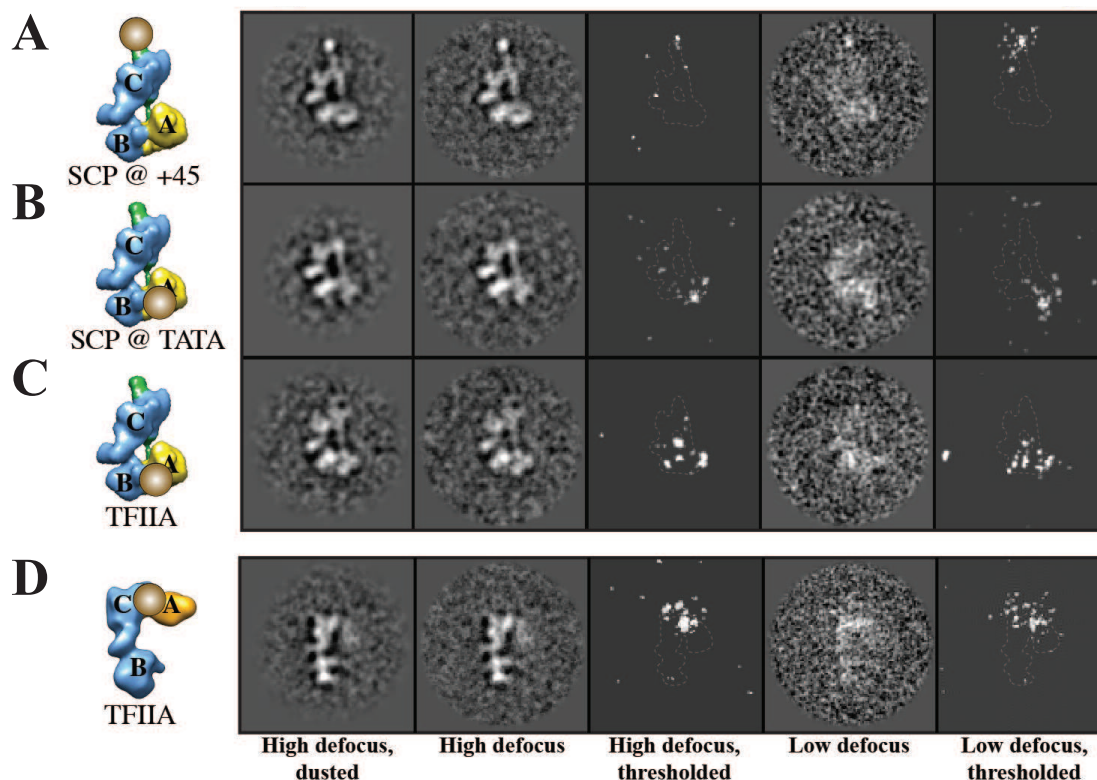 A
C
A
B
SCP @ +45
B
C
A
B
SCP @ TATA
C
C
A
B
TFIIA
D
C
A
B
TFIIA
High defocus, dusted
High defocus
High defocus, thresholded
Low defocus
Low defocus, thresholded